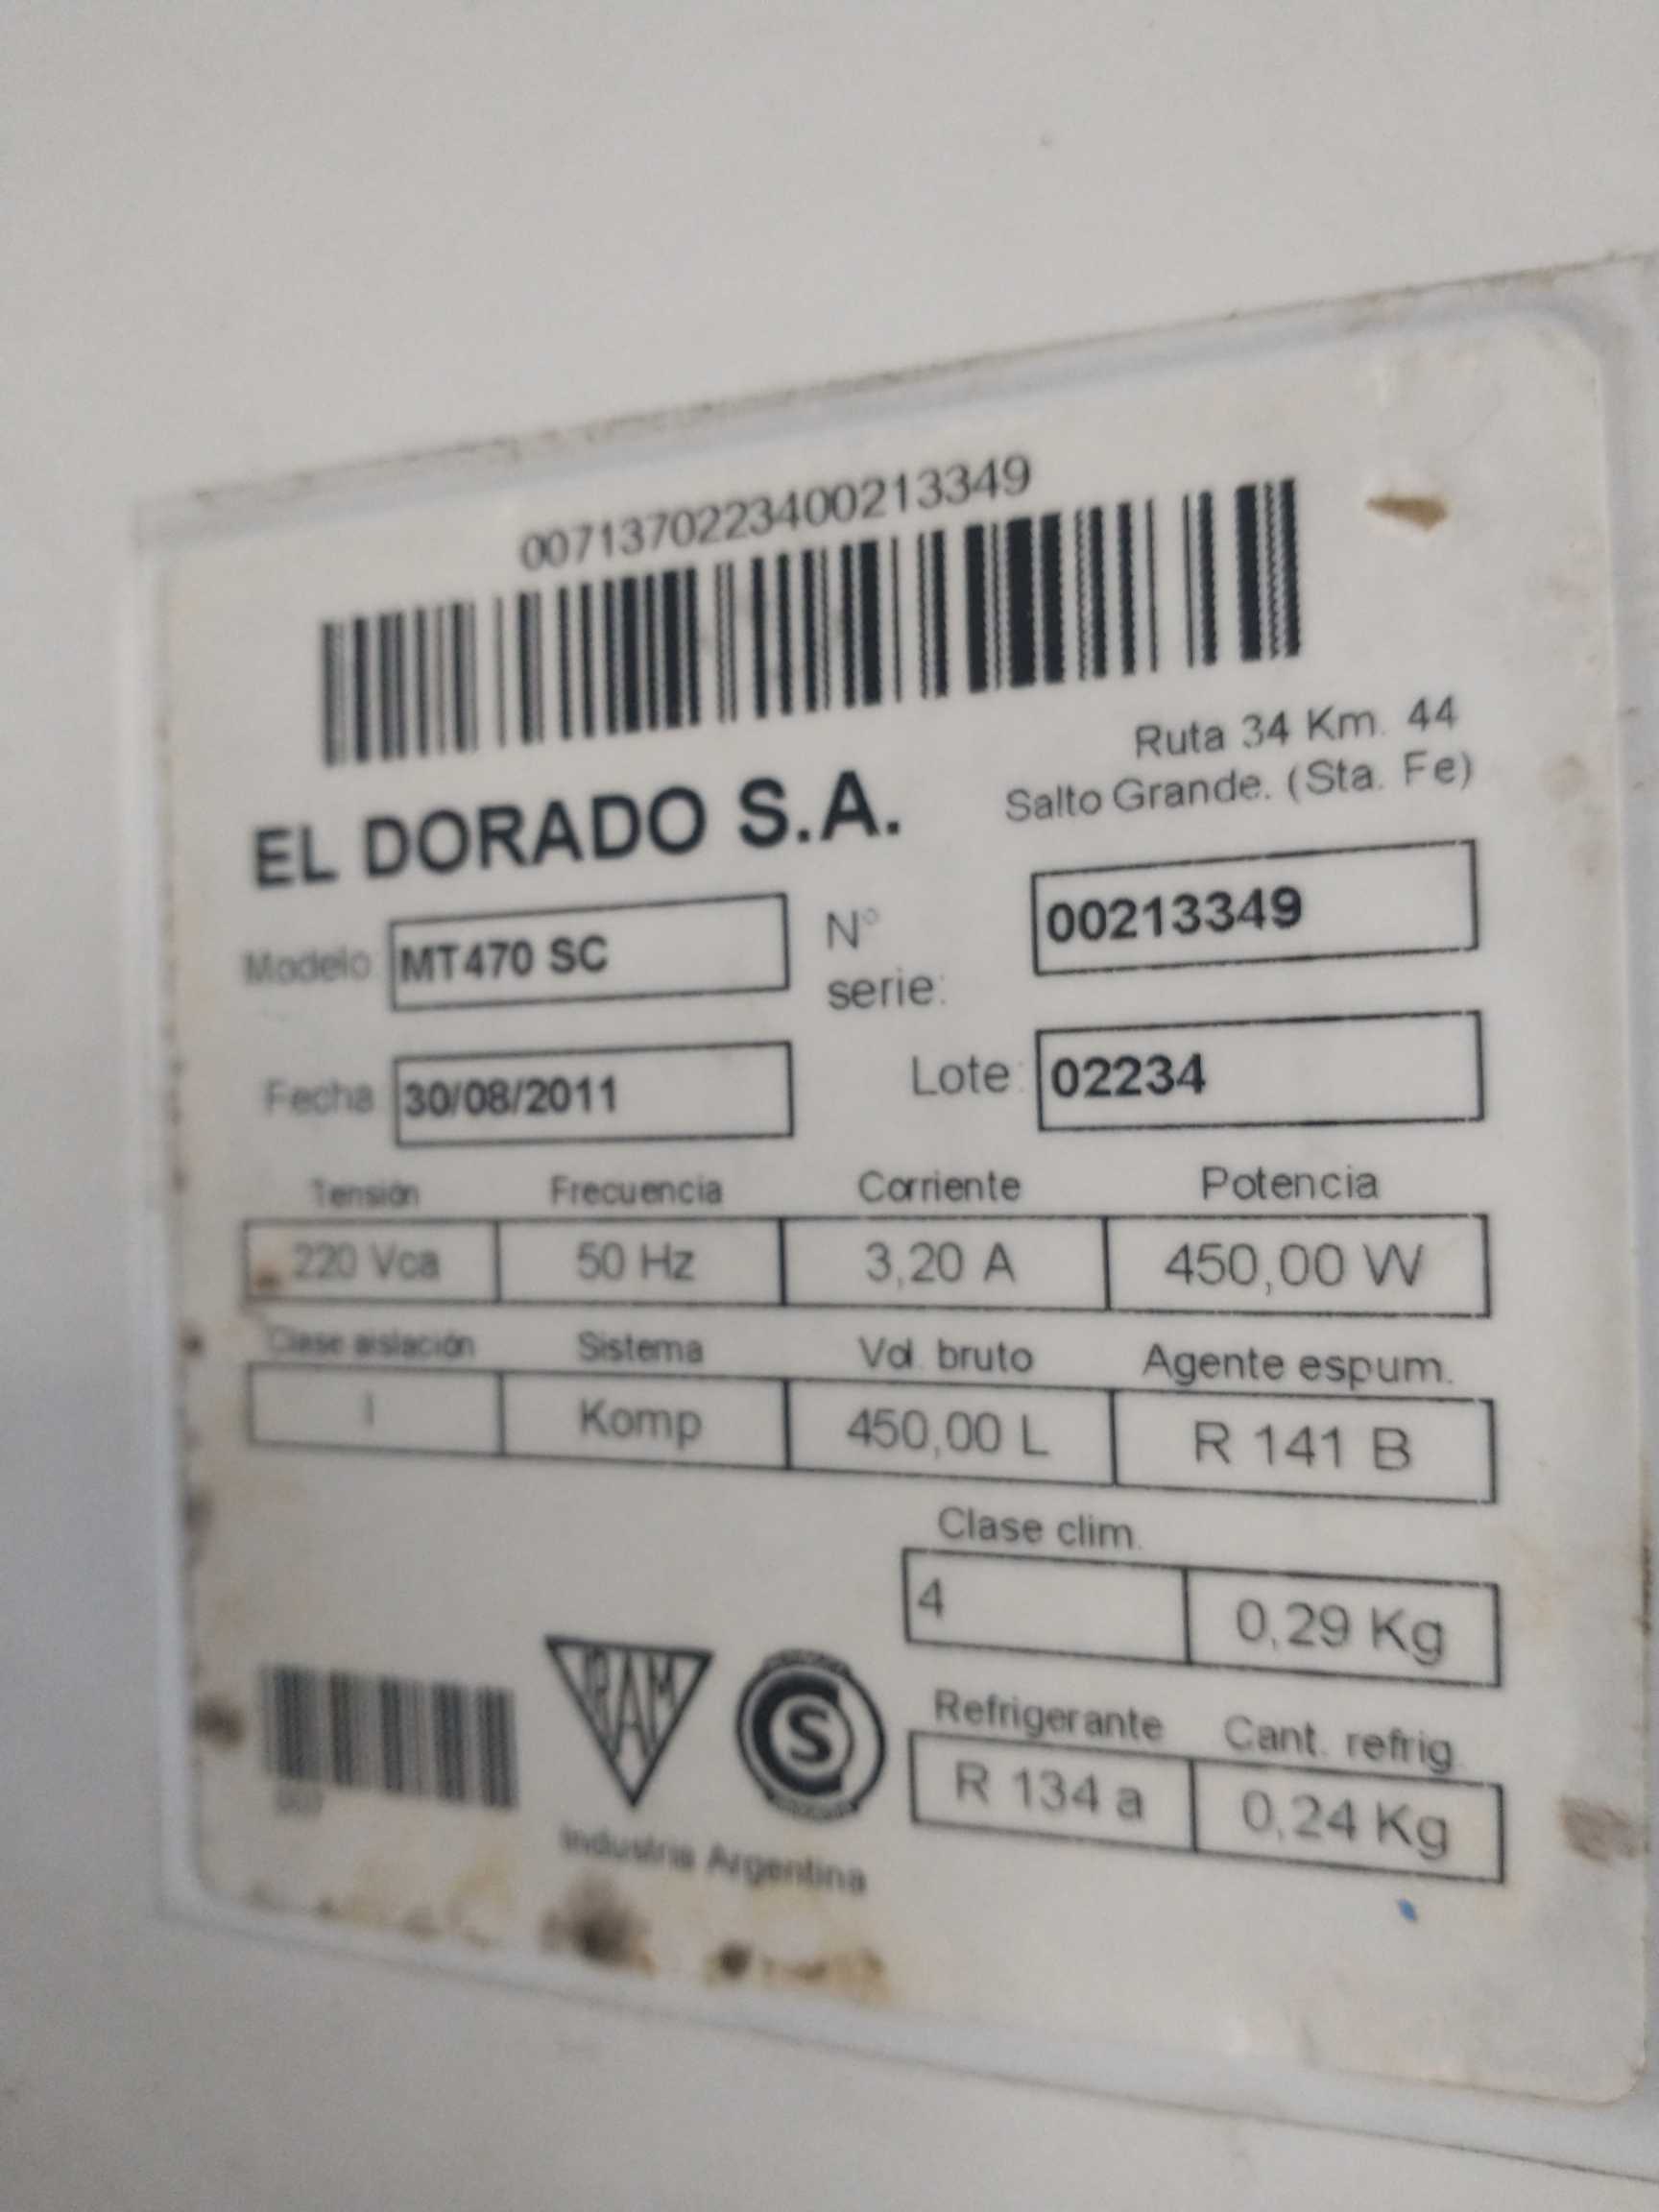 007137022340021​3349
Ruta 34 Km. 44
Salto Grande. (Sta. Fe)
EL DORADO S.A.
Modelo MT470 SC N° serie: 00213349
Fecha 30/08/2011 Lote: 02234
Tensión Frecuencia Corriente Potencia
220 Vca 50 Hz 3,20 A 450,00 W
Clase aislación Sistema Vol. bruto Agente espum.
I Komp 450,00 L R 141 B
Clase clim.
4 0,29 Kg
Refrigerante Cant. refrig
R 134 a 0,24 Kg
IRAM S
Industria Argentina